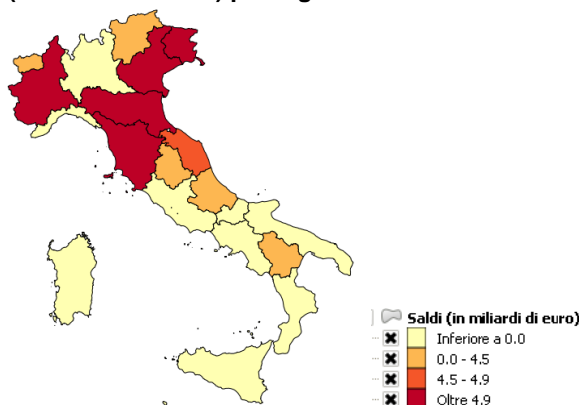 Saldi (in miliardi di euro)
Inferiore a 0.0
0.0 - 4.5
4.5 - 4.9
Oltre 4.9